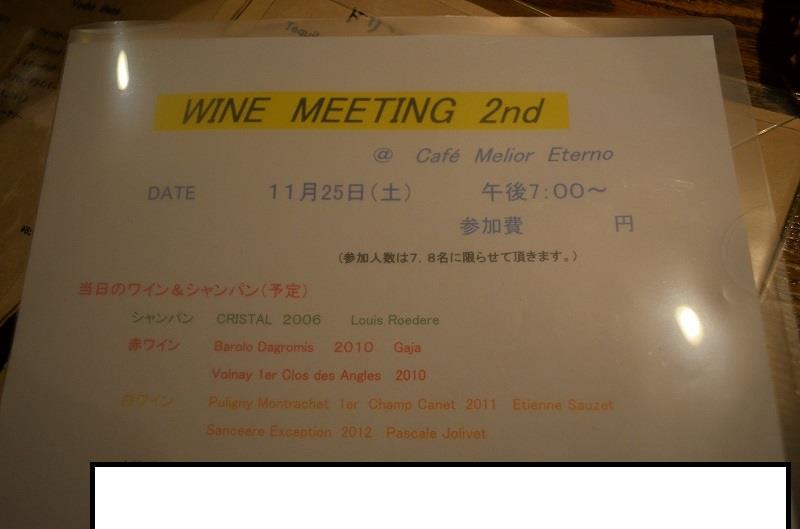 WINE MEETING 2nd
@ Café Melior Eterno
DATE 11月25日(土) 午後7:00~
参加費 円
(参加人数は7,8名に限らせて頂きます。)
当日のワイン&シャンパン(予定)
シャンパン CRISTAL 2006 Louis Roedere
赤ワイン Barolo Dagromis 2010 Gaja
Volnay 1er Clos des Angles 2010
白ワイン Puligny Montrachet 1er Champ Canet 2011 Etienne Sauzet
Sanceere Exception 2012 Pascale Jolivet